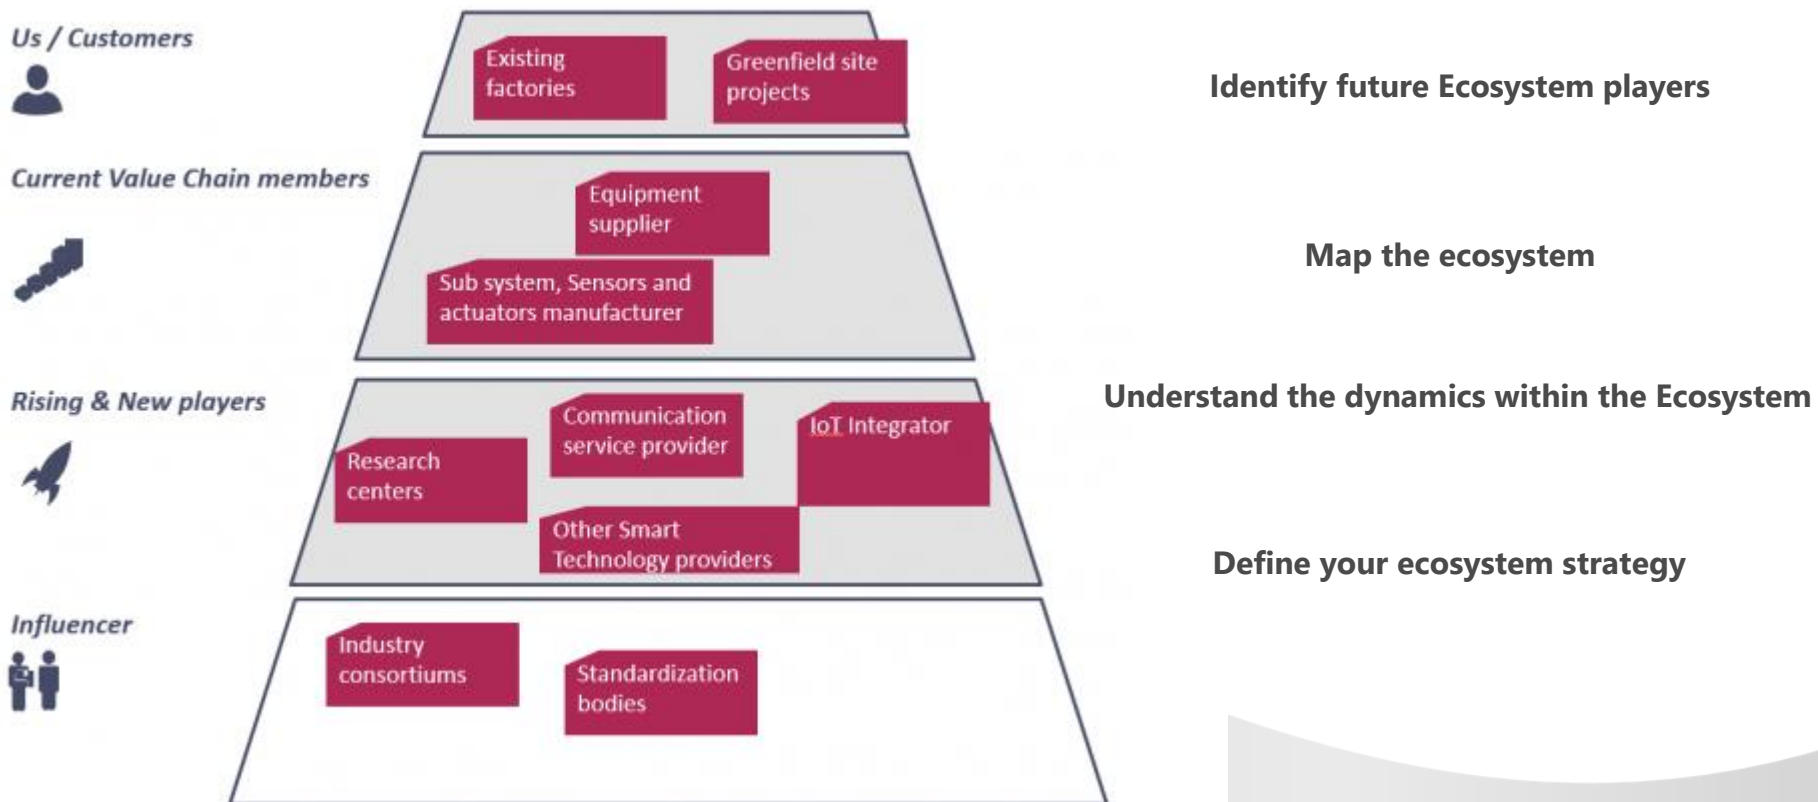 Us / Customers
Existing
factories
Greenfield site
projects
Current Value Chain members
Equipment
supplier
Sub system, Sensors and
actuators manufacturer
Rising & New players
Communication
service provider
IoT Integrator
Research
centers
Other Smart
Technology providers
Influencer
Industry
consortiums
Standardization
bodies
Identify future Ecosystem players
Map the ecosystem
Understand the dynamics within the Ecosystem
Define your ecosystem strategy